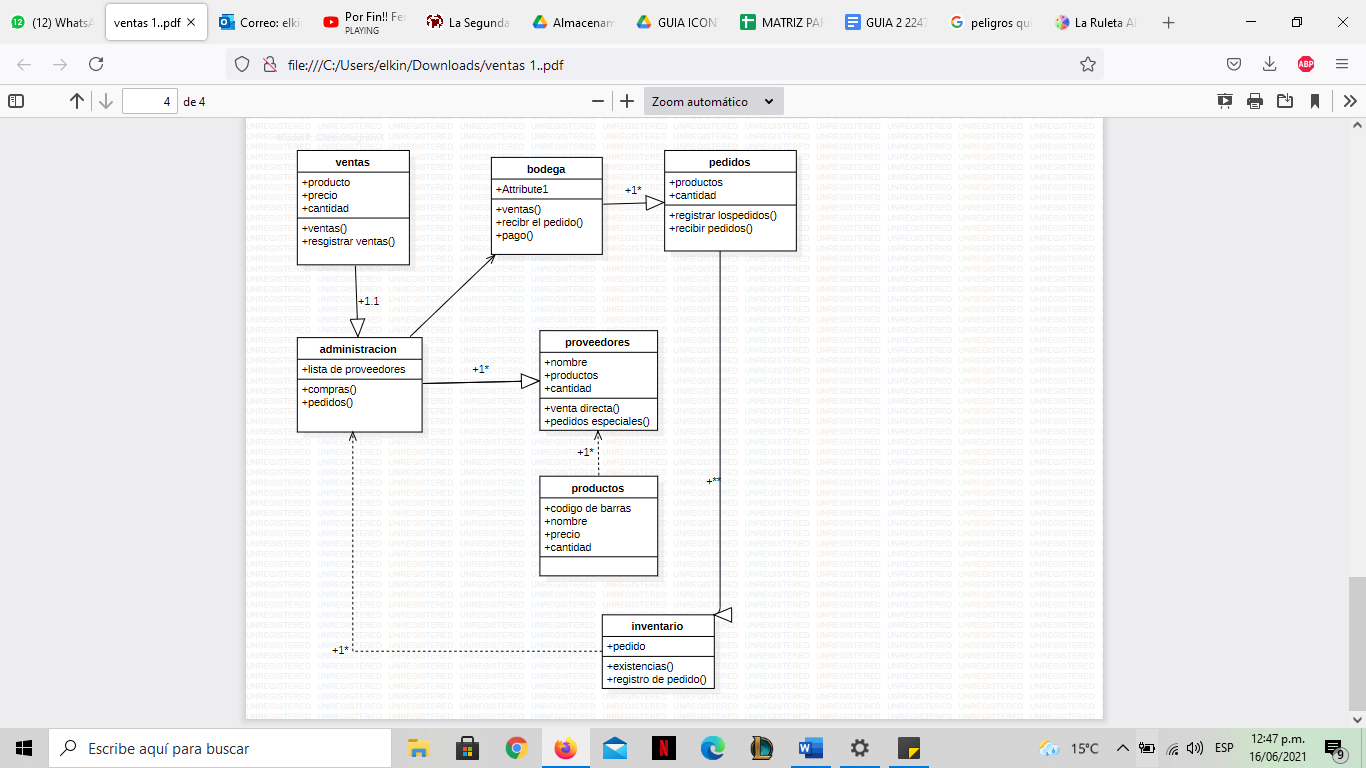 (12) WhatsA
ventas 1..pdf
Correo: elki
Por Fin!! Fe
PLAYING
La Segunda
Almacenam
GUIA ICON
MATRIZ PA
GUIA 2 224
peligros qu
La Ruleta A
file:///C:/Users/elkin/Downloads/ventas 1..pdf
ABP
4 de 4
Zoom automático
ventas
+producto
+precio
+cantidad
+ventas()
+resgistrar ventas()
bodega
+Attribute1
+ventas()
+recibr el pedido()
+pago()
+1*
pedidos
+productos
+cantidad
+registrar lospedidos()
+recibir pedidos()
+1.1
administracion
+lista de proveedores
+compras()
+pedidos()
+1*
proveedores
+nombre
+productos
+cantidad
+venta directa()
+pedidos especiales()
+1*
+**
productos
+codigo de barras
+nombre
+precio
+cantidad
inventario
+pedido
+existencias()
+registro de pedido()
+1*
Escribe aquí para buscar
15°C
ESP
12:47 p.m.
16/06/2021
9